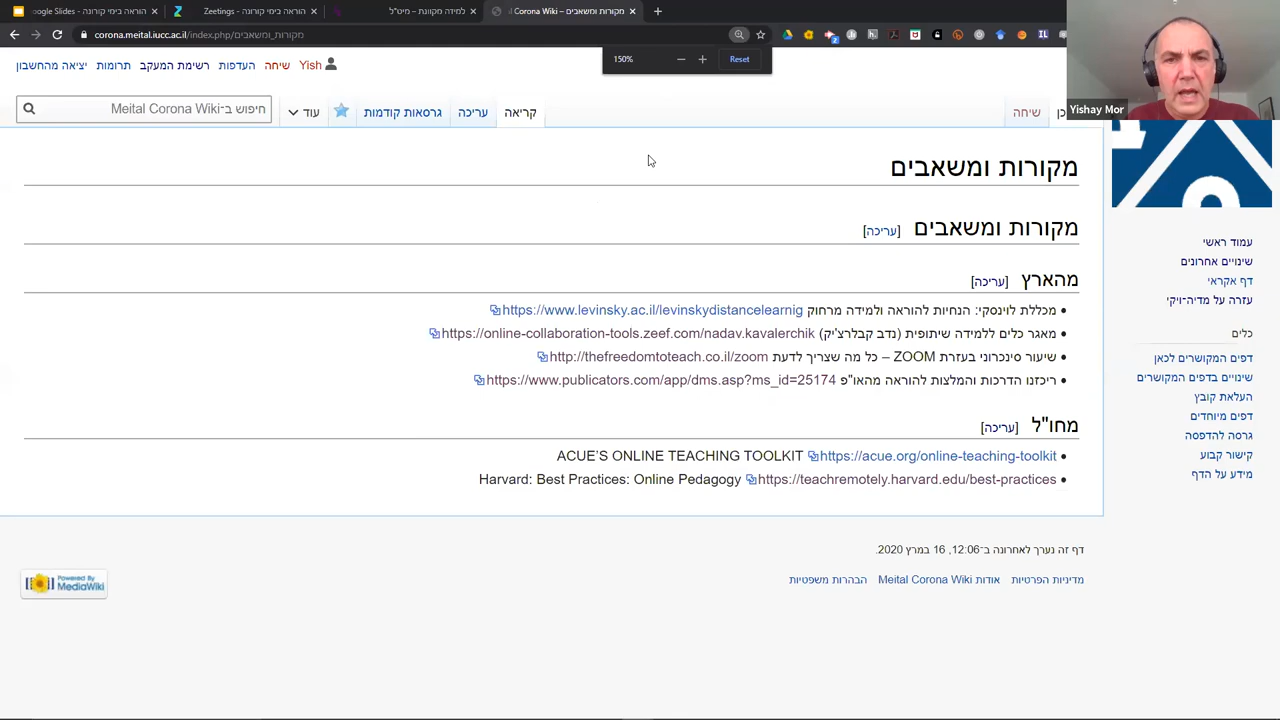 Google Slides - הוראה בימי קורונה
Zeetings - הוראה בימי קורונה
למידה מקוונת - מיט"ל
מקורות ומשאבים – Corona Wiki
corona.meital.iucc.ac.il/index.php/מקורות_ומשאבים
150%
Reset
Yishay Mor
Yish
שיחה
העדפות
רשימת המעקב
תרומות
יציאה מהחשבון
שיחה
קריאה
עריכה
גרסאות קודמות
עוד
חיפוש ב־Meital Corona Wiki
מקורות ומשאבים
מקורות ומשאבים [עריכה]
מהארץ [עריכה]
מכללת לוינסקי: הנחיות להוראה ולמידה מרחוק https://www.levinsky.ac.il/levinskydistancelearnig
מאגר כלים ללמידה שיתופית (נדב קבלרצ'יק) https://online-collaboration-tools.zeef.com/nadav.kavalerchik
שיעור סינכרוני בעזרת ZOOM – כל מה שצריך לדעת http://thefreedomtoteach.co.il/zoom
ריכזנו הדרכות והמלצות להוראה מהאו"פ https://www.publicators.com/app/dms.asp?ms_id=25174
מחו"ל [עריכה]
ACUE'S ONLINE TEACHING TOOLKIT https://acue.org/online-teaching-toolkit
Harvard: Best Practices: Online Pedagogy https://teachremotely.harvard.edu/best-practices
דף זה נערך לאחרונה ב־12:06, 16 במרץ 2020.
מדיניות הפרטיות
אודות Meital Corona Wiki
הבהרות משפטיות
Powered By
MediaWiki
עמוד ראשי
שינויים אחרונים
דף אקראי
עזרה על מדיה-ויקי
כלים
דפים המקושרים לכאן
שינויים בדפים המקושרים
העלאת קובץ
דפים מיוחדים
גרסה להדפסה
קישור קבוע
מידע על הדף